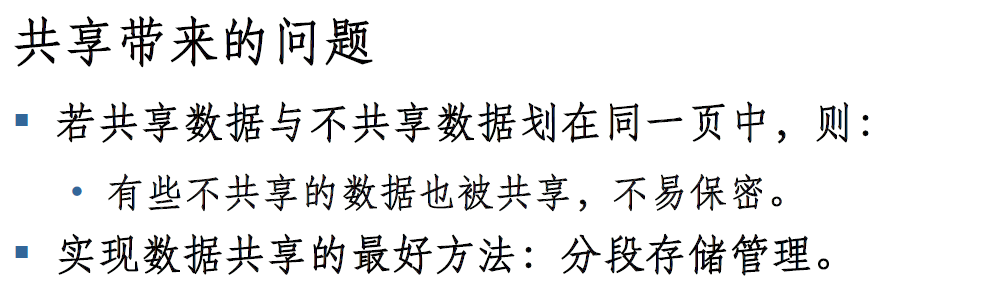 共享带来的问题
▪ 若共享数据与不共享数据划在同一页中，则：
• 有些不共享的数据也被共享，不易保密。
▪ 实现数据共享的最好方法：分段存储管理。